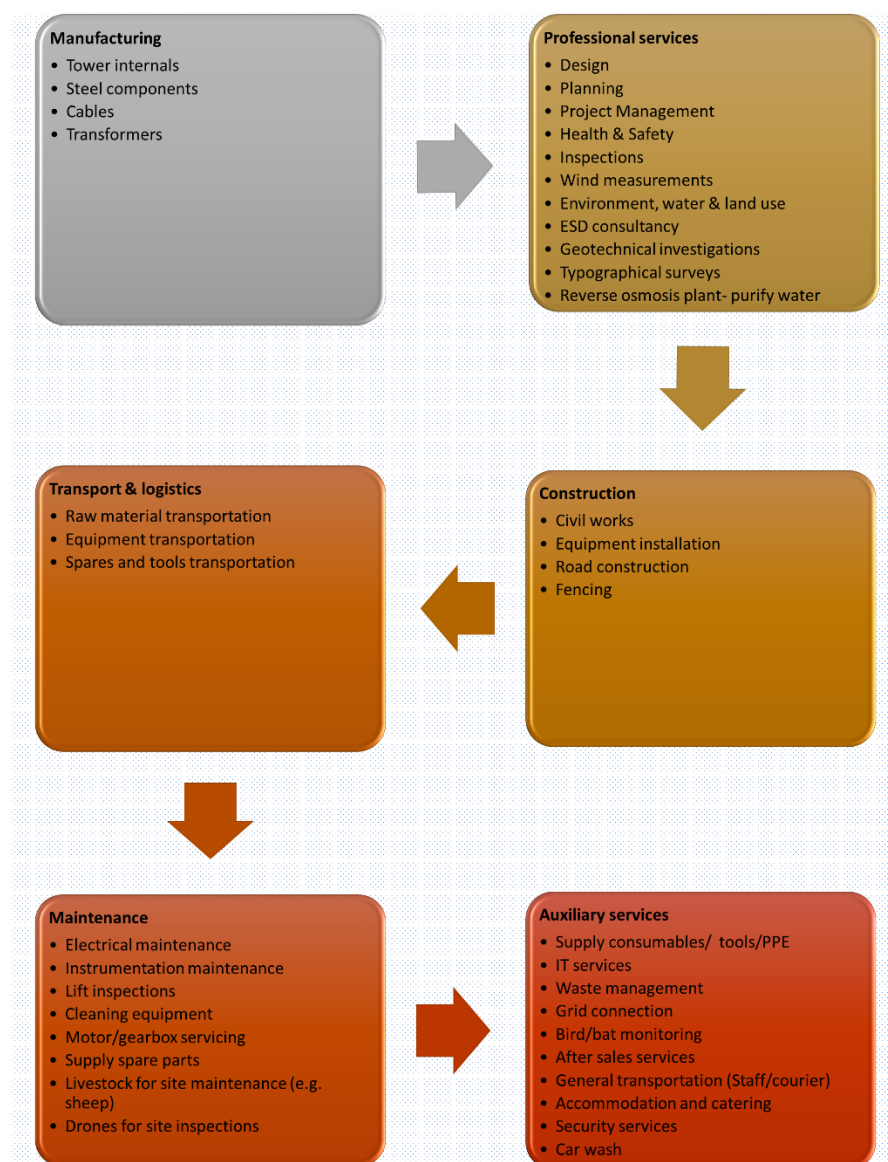 Manufacturing
• Tower internals
• Steel components
• Cables
• Transformers
Professional services
• Design
• Planning
• Project Management
• Health & Safety
• Inspections
• Wind measurements
• Environment, water & land use
• ESD consultancy
• Geotechnical investigations
• Typographical surveys
• Reverse osmosis plant- purify water
Construction
• Civil works
• Equipment installation
• Road construction
• Fencing
Transport & logistics
• Raw material transportation
• Equipment transportation
• Spares and tools transportation
Maintenance
• Electrical maintenance
• Instrumentation maintenance
• Lift inspections
• Cleaning equipment
• Motor/gearbox servicing
• Supply spare parts
• Livestock for site maintenance (e.g.
sheep)
• Drones for site inspections
Auxiliary services
• Supply consumables/ tools/PPE
• IT services
• Waste management
• Grid connection
• Bird/bat monitoring
• After sales services
• General transportation (Staff/courier)
• Accommodation and catering
• Security services
• Car wash